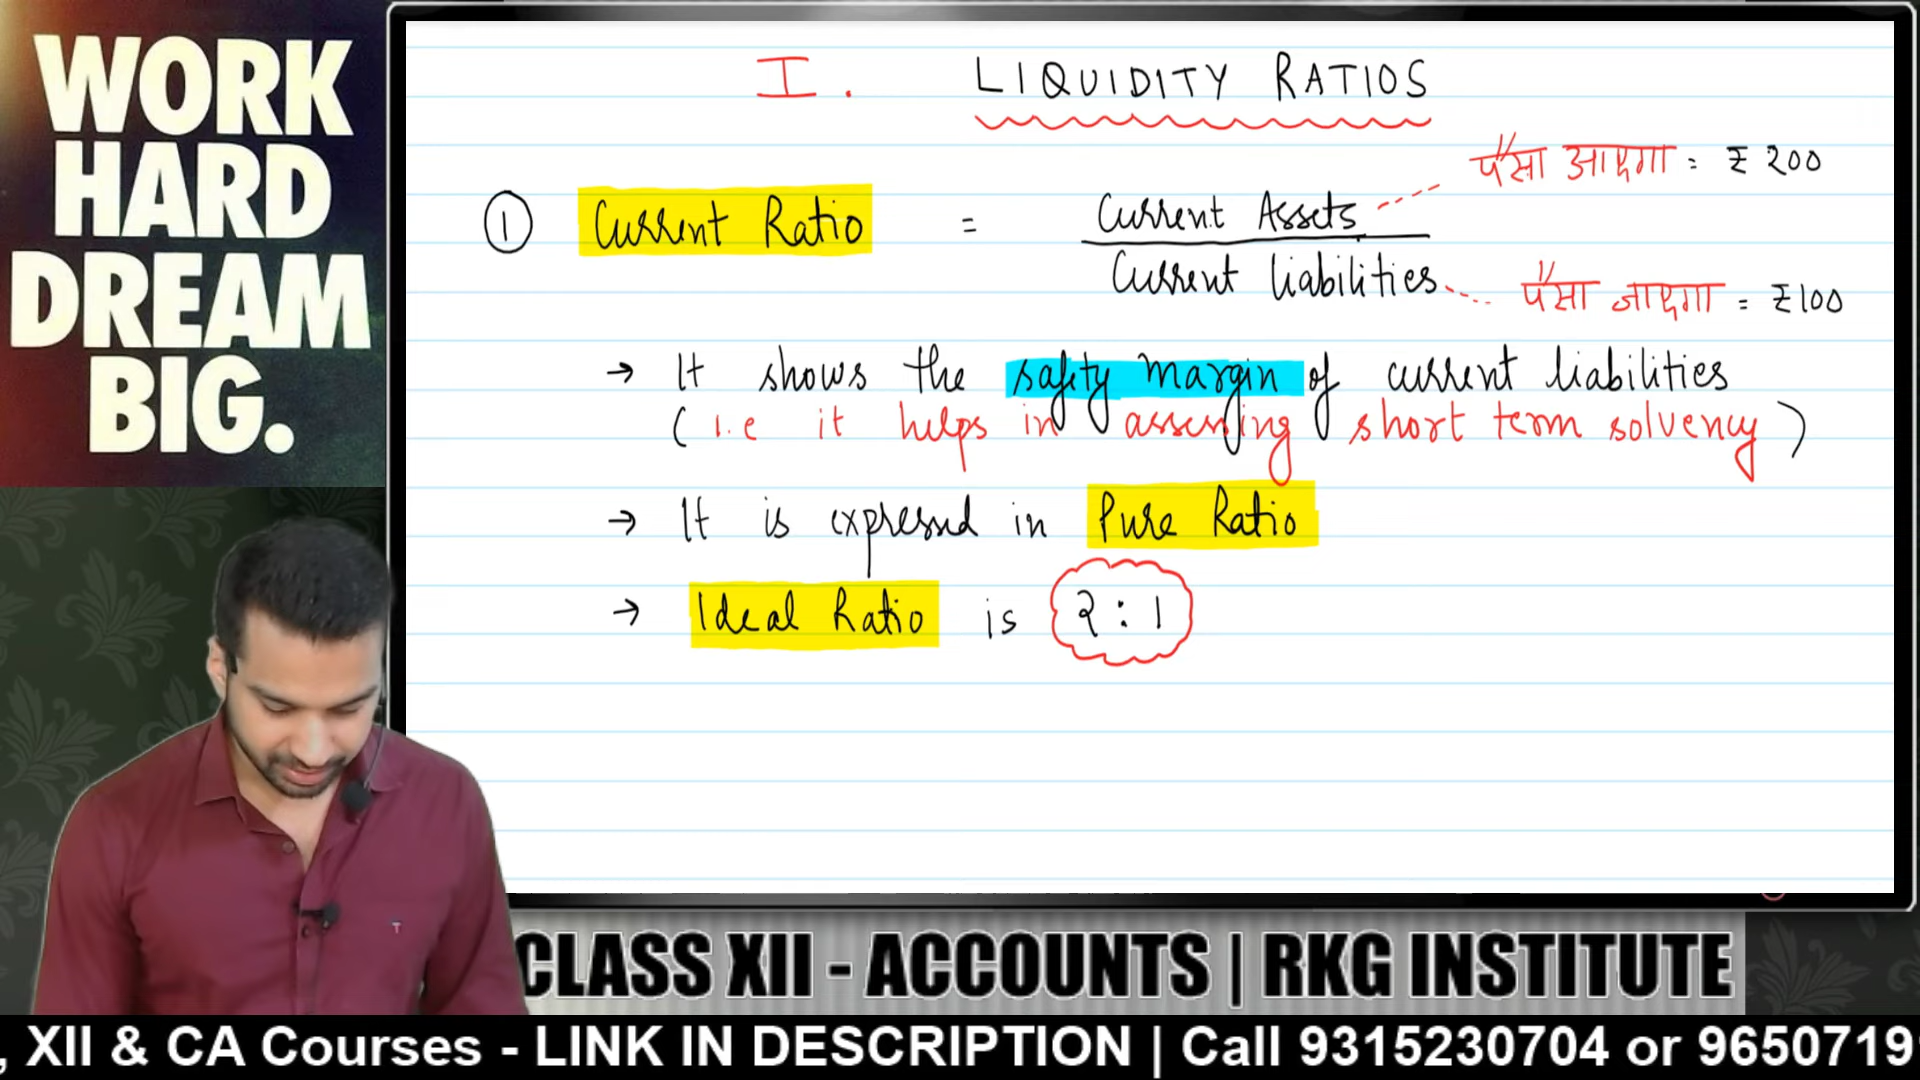 WORK
HARD
DREAM
BIG.
I. LIQUIDITY RATIOS
पैसा आएगा = ₹ 200
① Current Ratio = Current Assets
Current Liabilities
पैसा जाएगा = ₹100
→ It shows the safety margin of current liabilities
( i.e it helps in assessing short term solvency )
→ It is expressed in Pure Ratio
→ Ideal Ratio is 2 : 1
CLASS XII - ACCOUNTS | RKG INSTITUTE
, XII & CA Courses - LINK IN DESCRIPTION | Call 9315230704 or 9650719